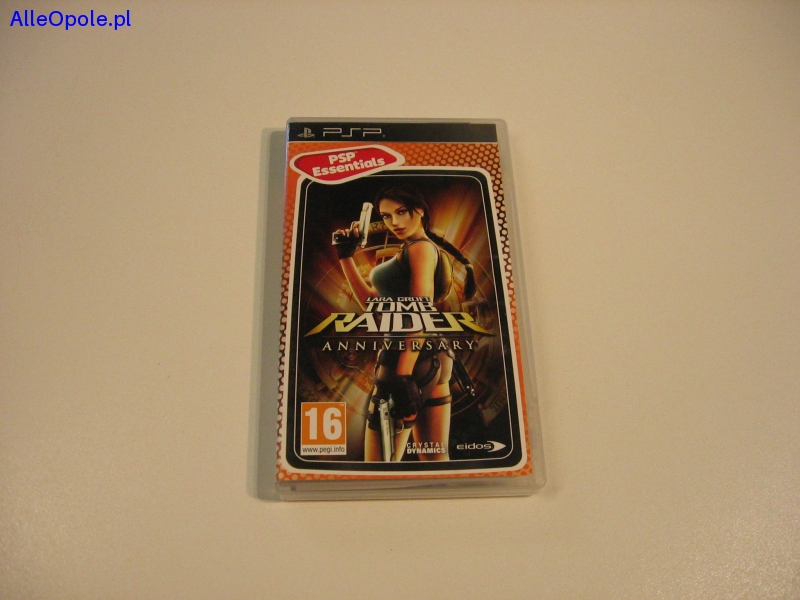 AlleOpole.pl
PSP
PSP
Essentials
LARA CROFT
TOMB
RAIDER
ANNIVERSARY
16
www.pegi.info
CRYSTAL
DYNAMICS
eidos